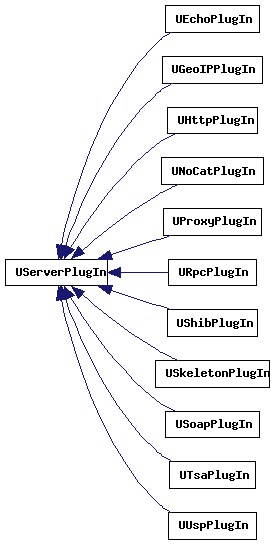 UEchoPlugIn
UGeoIPPlugIn
UHttpPlugIn
UNoCatPlugIn
UProxyPlugIn
UServerPlugIn
URpcPlugIn
UShibPlugIn
USkeletonPlugIn
USoapPlugIn
UTsaPlugIn
UUspPlugIn